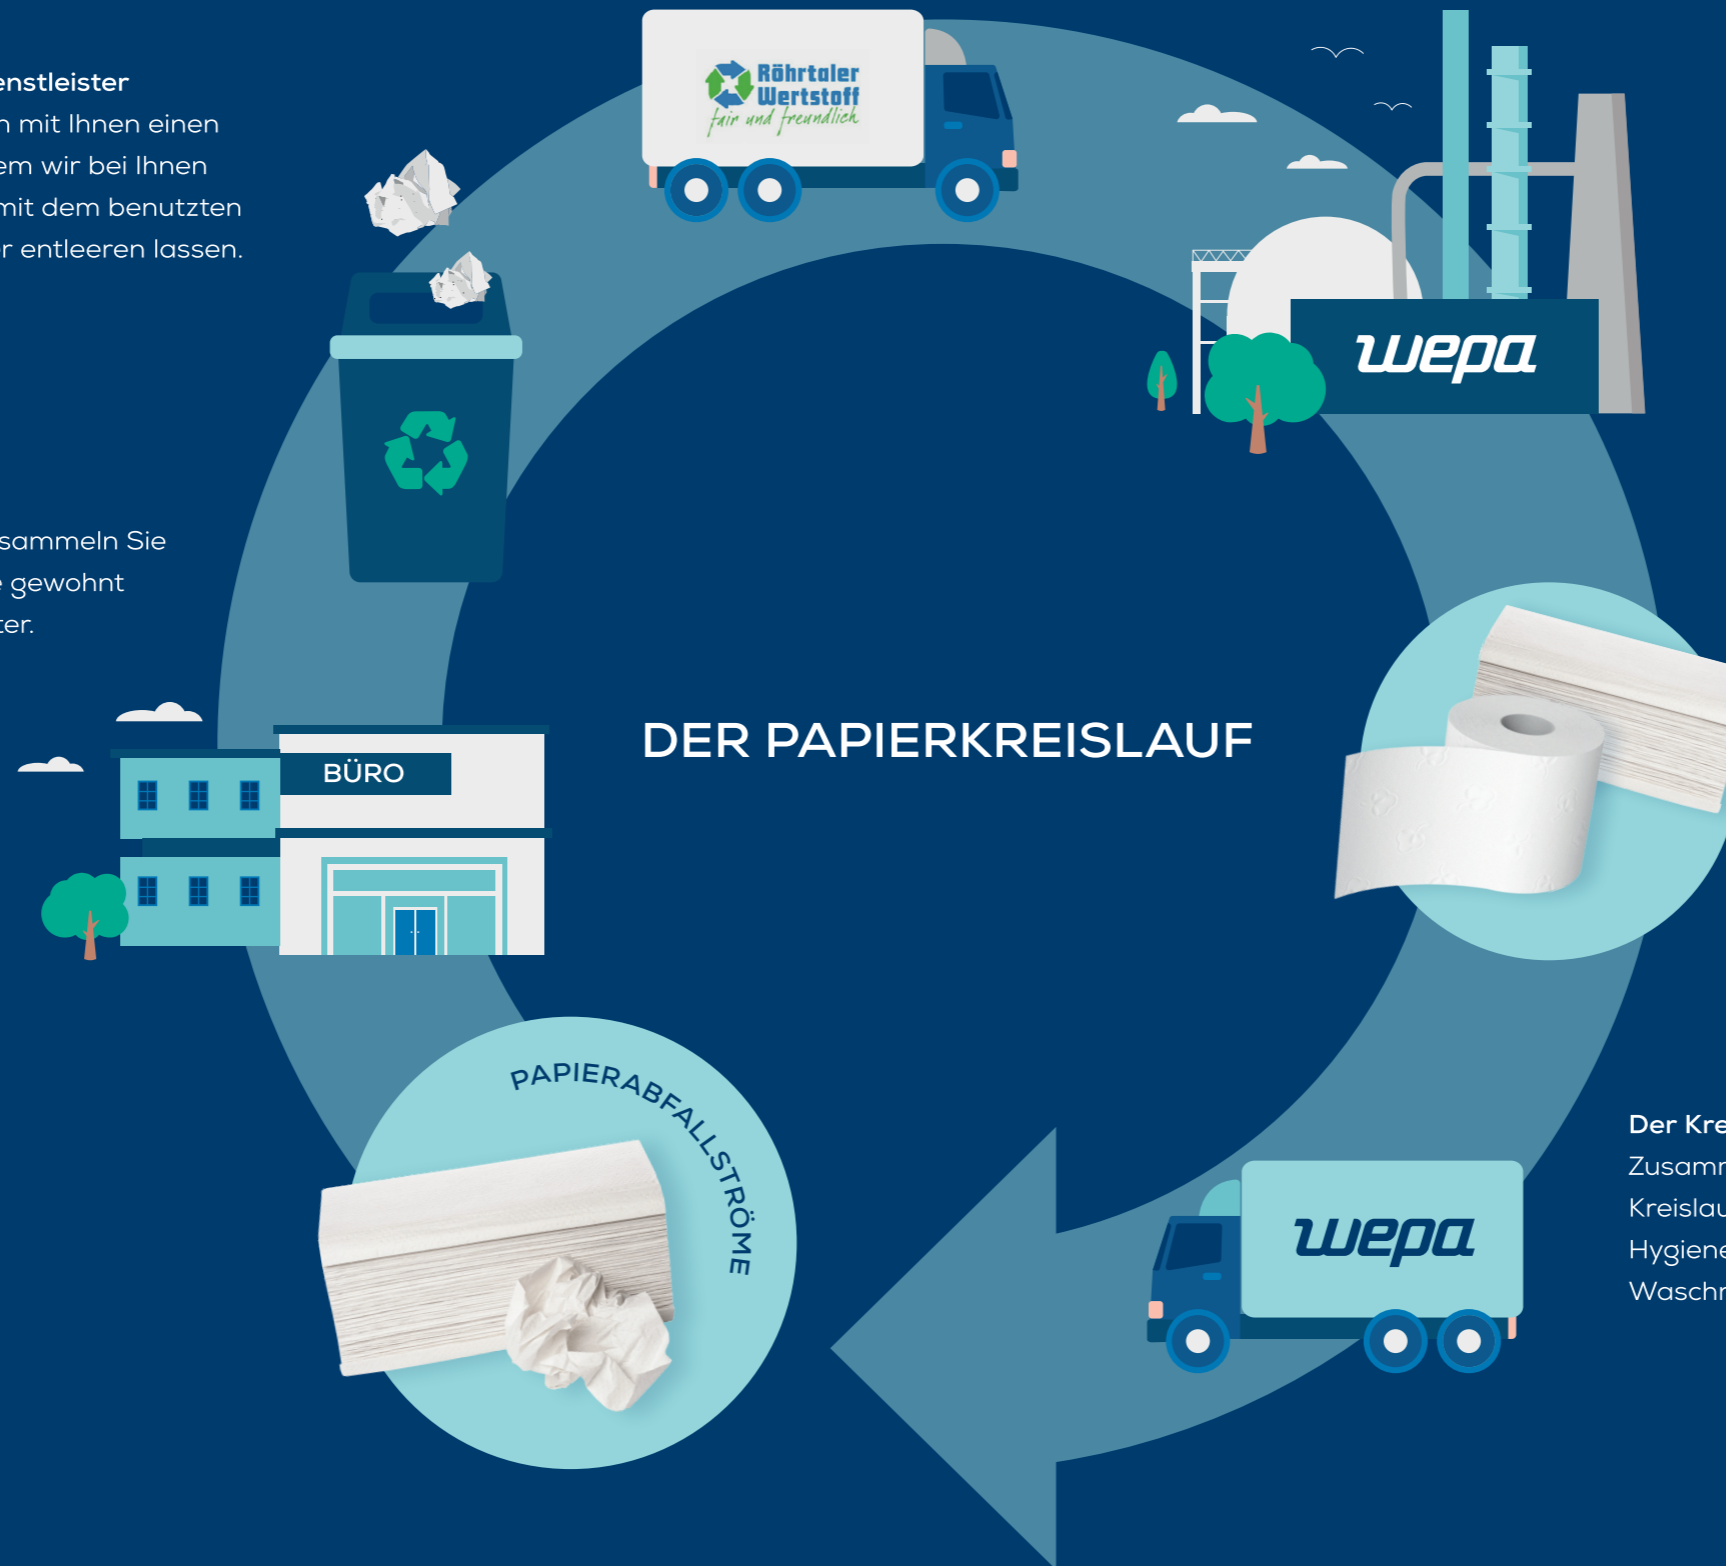 enstleister
mit Ihnen einen
em wir bei Ihnen
mit dem benutzten
r entleeren lassen.
Röhrtaler
Wertstoff
fair und freundlich
wepa
sammeln Sie
gewohnt
ter.
DER PAPIERKREISLAUF
BÜRO
PAPIERABFALLSTRÖME
wepa
Der Kre
Zusamm
Kreislau
Hygiene
Waschr